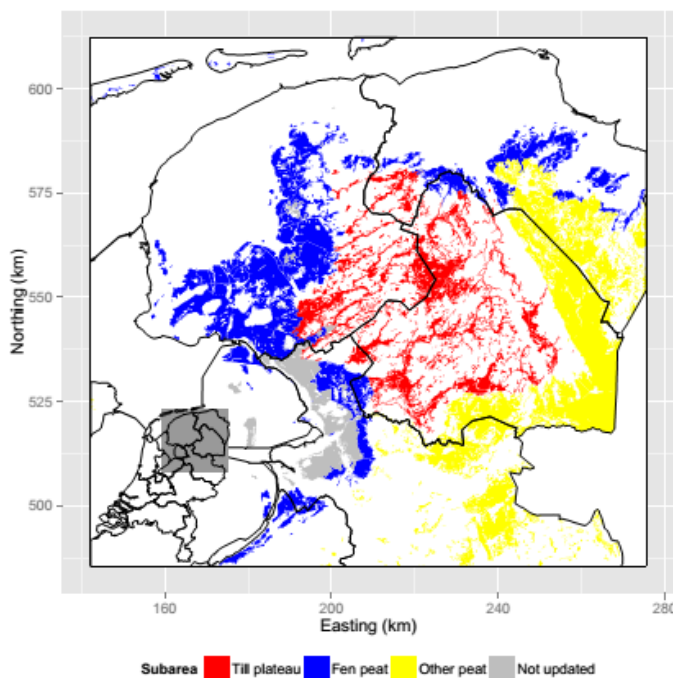 600
575
550
525
500
Northing (km)
160 200 240 280
Easting (km)
Subarea Till plateau Fen peat Other peat Not updated